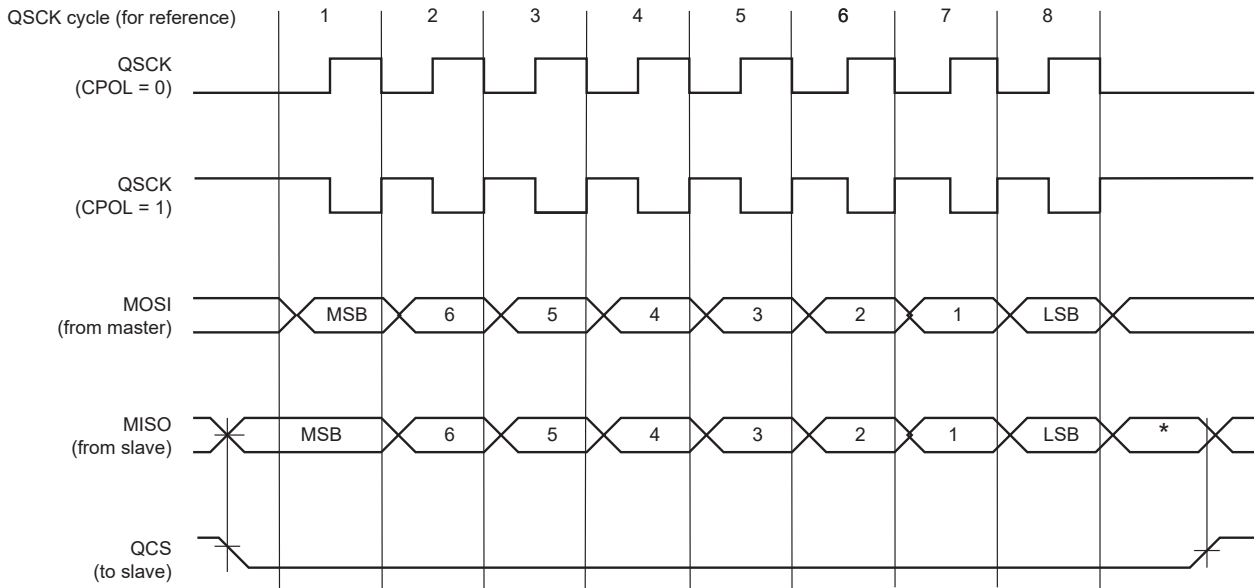 QSCK cycle (for reference) 1 2 3 4 5 6 7 8
QSCK
(CPOL = 0)
QSCK
(CPOL = 1)
MOSI
(from master)
MSB 6 5 4 3 2 1 LSB
MISO
(from slave)
MSB 6 5 4 3 2 1 LSB *
QCS
(to slave)